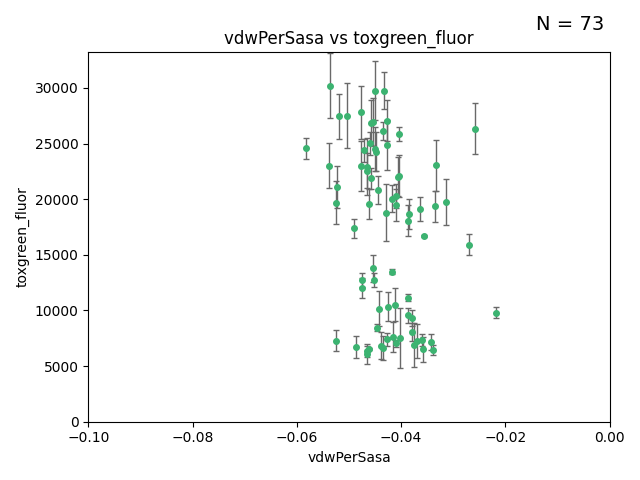 N = 73
vdwPerSasa vs toxgreen_fluor
30000
25000
20000
15000
10000
5000
0
toxgreen_fluor
−0.10 −0.08 −0.06 −0.04 −0.02 0.00
vdwPerSasa